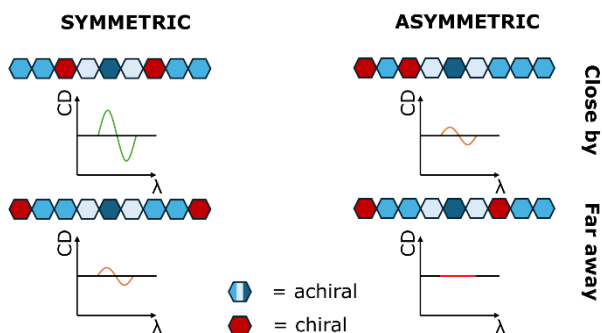 SYMMETRIC
ASYMMETRIC
Close by
CD
λ
CD
λ
Far away
CD
λ
CD
λ
= achiral
= chiral